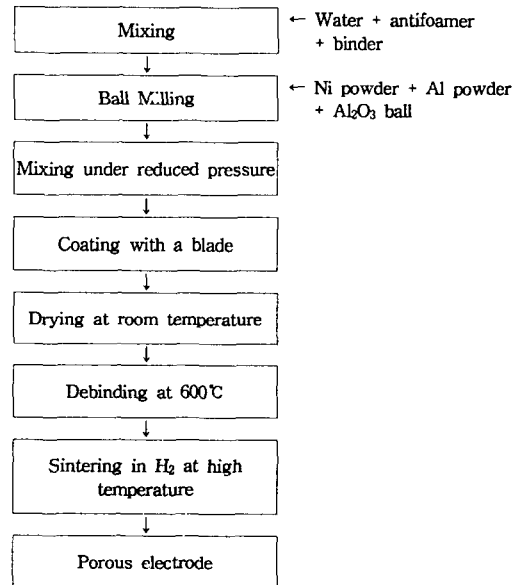 Mixing
← Water + antifoamer
+ binder
Ball Milling
← Ni powder + Al powder
+ Al₂O₃ ball
Mixing under reduced pressure
Coating with a blade
Drying at room temperature
Debinding at 600℃
Sintering in H₂ at high
temperature
Porous electrode